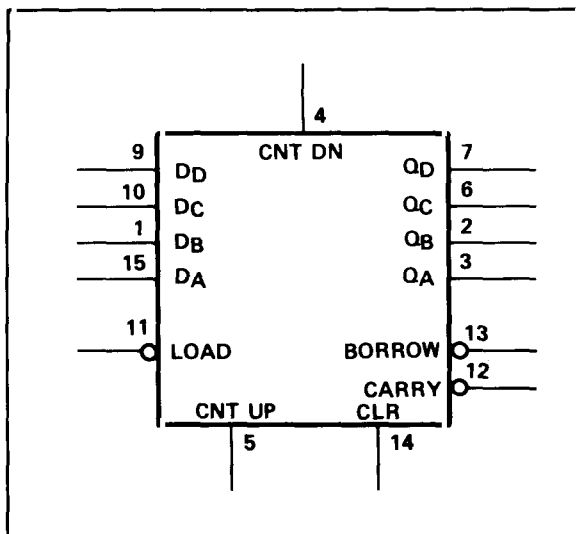 4
CNT DN
9 DD QD 7
10 DC QC 6
1 DB QB 2
15 DA QA 3
11 LOAD BORROW 13
CARRY 12
CNT UP CLR
5 14